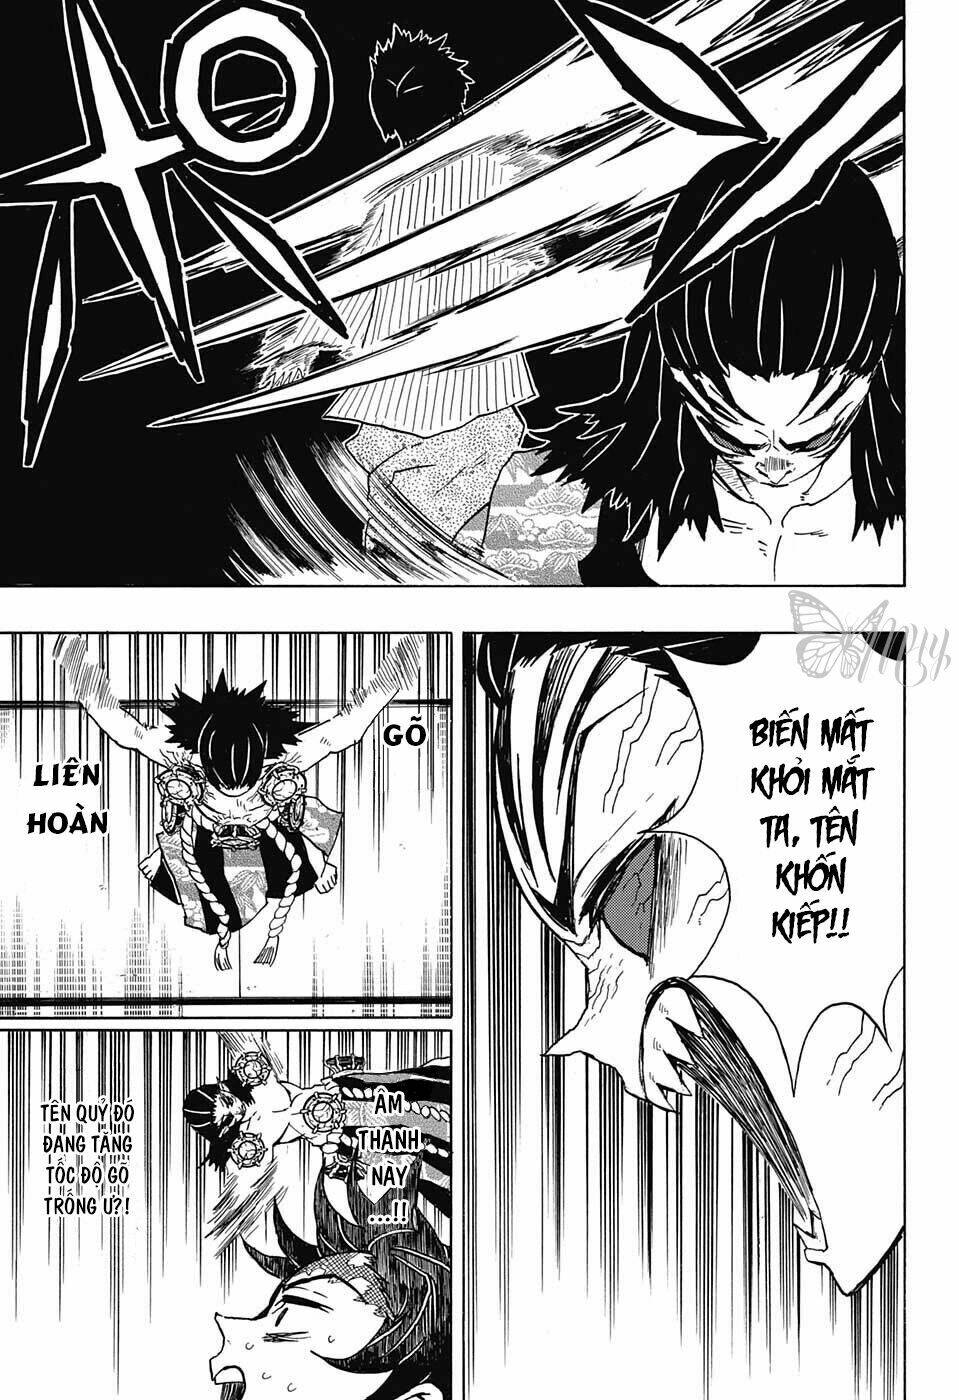 BIẾN MẤT
KHỎI MẮT
TA, TÊN
KHỐN
KIẾP!!
GÕ
LIÊN
HOÀN
ÂM
THANH
NÀY
...!!
TÊN QUỶ ĐÓ
ĐANG TĂNG
TỐC ĐỘ GÕ
TRỐNG Ư?!